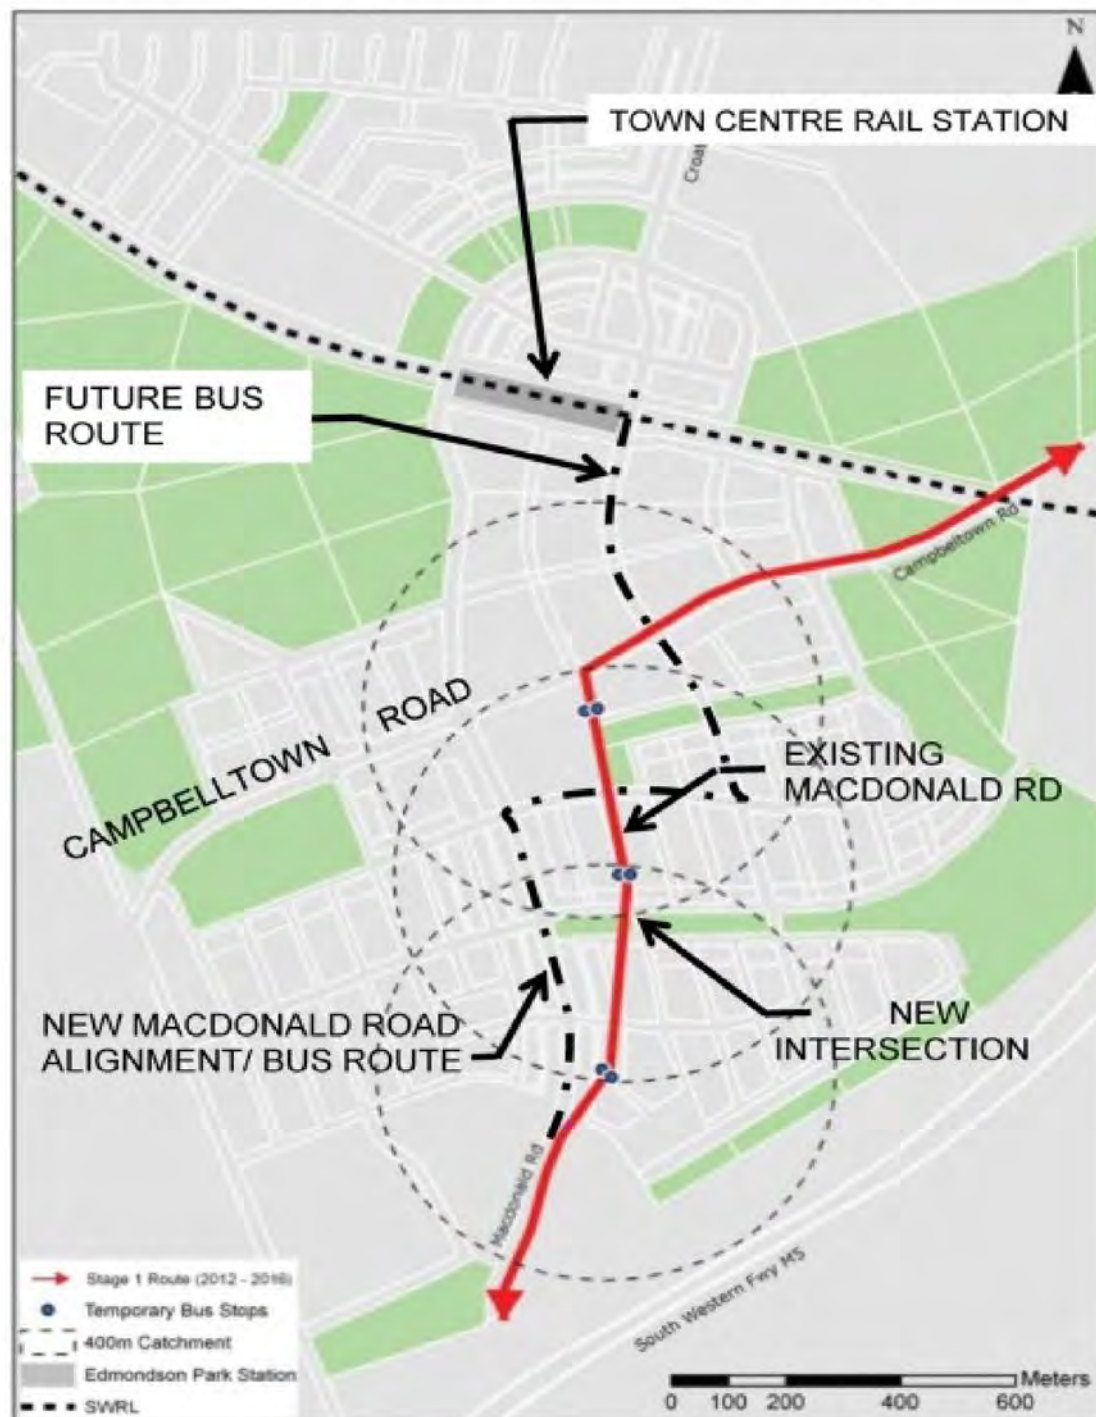 N
TOWN CENTRE RAIL STATION
FUTURE BUS
ROUTE
Campbeltown Rd
CAMPBELLTOWN ROAD
EXISTING
MACDONALD RD
NEW MACDONALD ROAD
ALIGNMENT/ BUS ROUTE
NEW
INTERSECTION
Macdonald Rd
South Western Fwy M5
Stage 1 Route (2012 - 2016)
Temporary Bus Stops
400m Catchment
Edmondson Park Station
SWRL
Meters
0 100 200 400 600